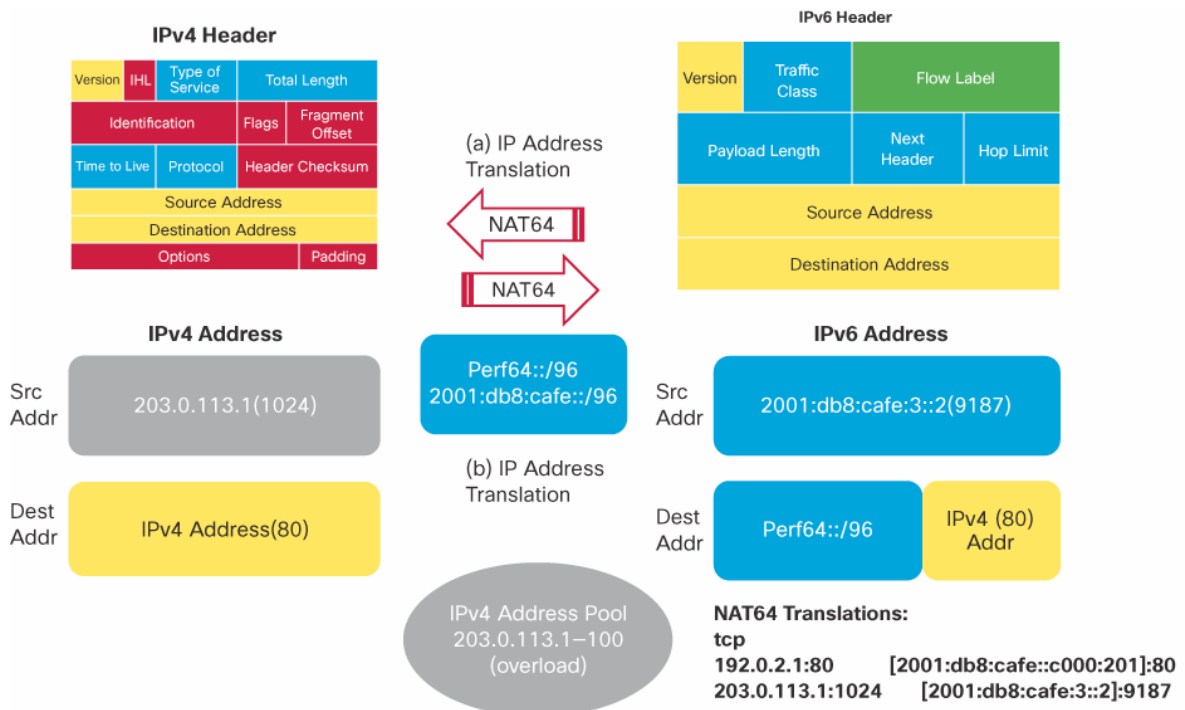 IPv4 Header
Version
IHL
Type of
Service
Total Length
Identification
Flags
Fragment
Offset
Time to Live
Protocol
Header Checksum
Source Address
Destination Address
Options
Padding
IPv6 Header
Version
Traffic
Class
Flow Label
Payload Length
Next
Header
Hop Limit
Source Address
Destination Address
(a) IP Address
Translation
NAT64
NAT64
IPv4 Address
Src
Addr
203.0.113.1(1024)
Dest
Addr
IPv4 Address(80)
Perf64::/96
2001:db8:cafe::/96
(b) IP Address
Translation
IPv4 Address Pool
203.0.113.1–100
(overload)
IPv6 Address
Src
Addr
2001:db8:cafe:3::2(9187)
Dest
Addr
Perf64::/96
IPv4 (80)
Addr
NAT64 Translations:
tcp
192.0.2.1:80 [2001:db8:cafe::c000:201]:80
203.0.113.1:1024 [2001:db8:cafe:3::2]:9187